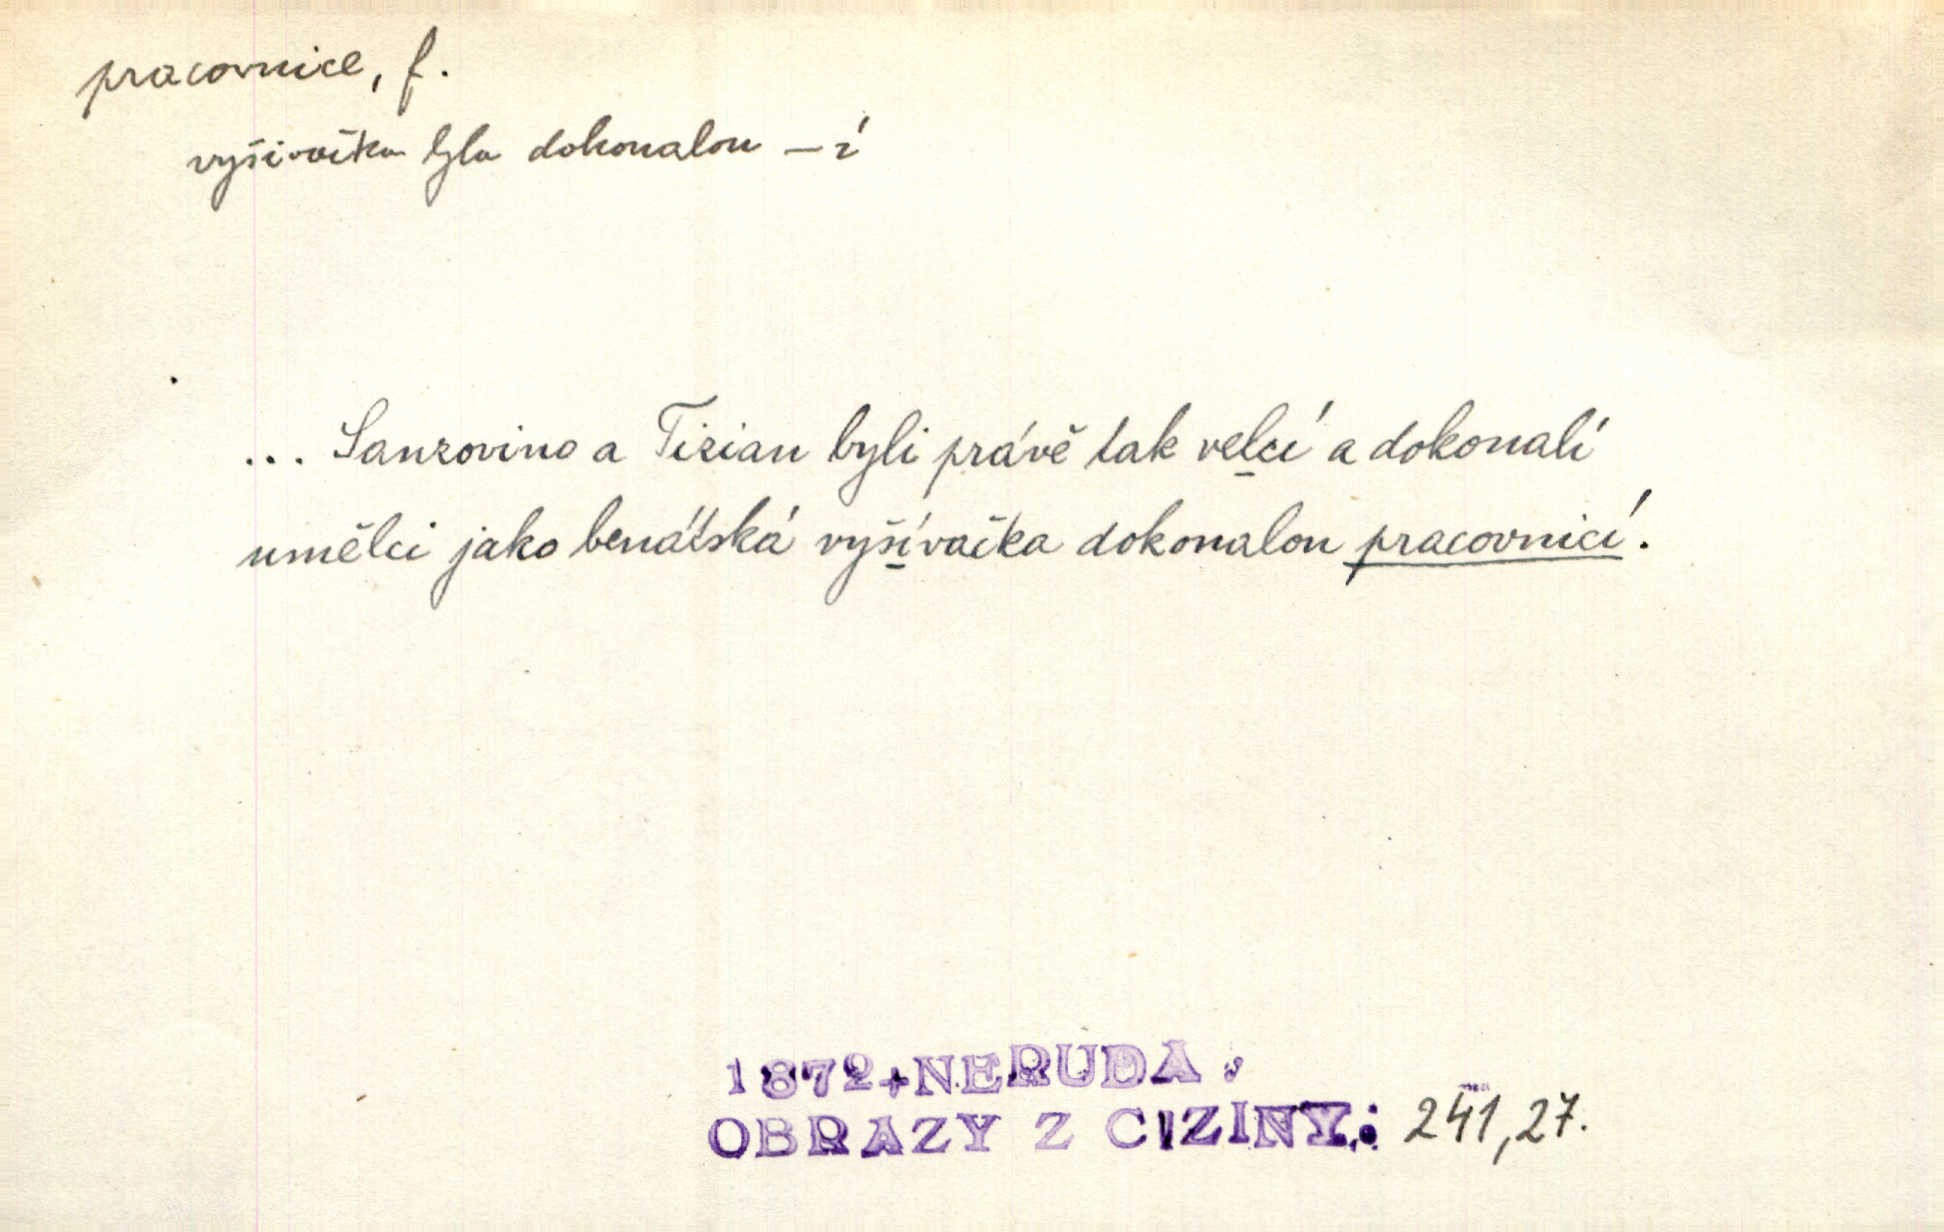 pracovnice, f.
vyšívačka byla dokonalou – í
... Sansovino a Tizian byli právě tak velcí a dokonalí
umělci jako benátská vyšívačka dokonalou pracovnicí.
1872+NERUDA,
OBRAZY Z CIZINY,: 241,27.